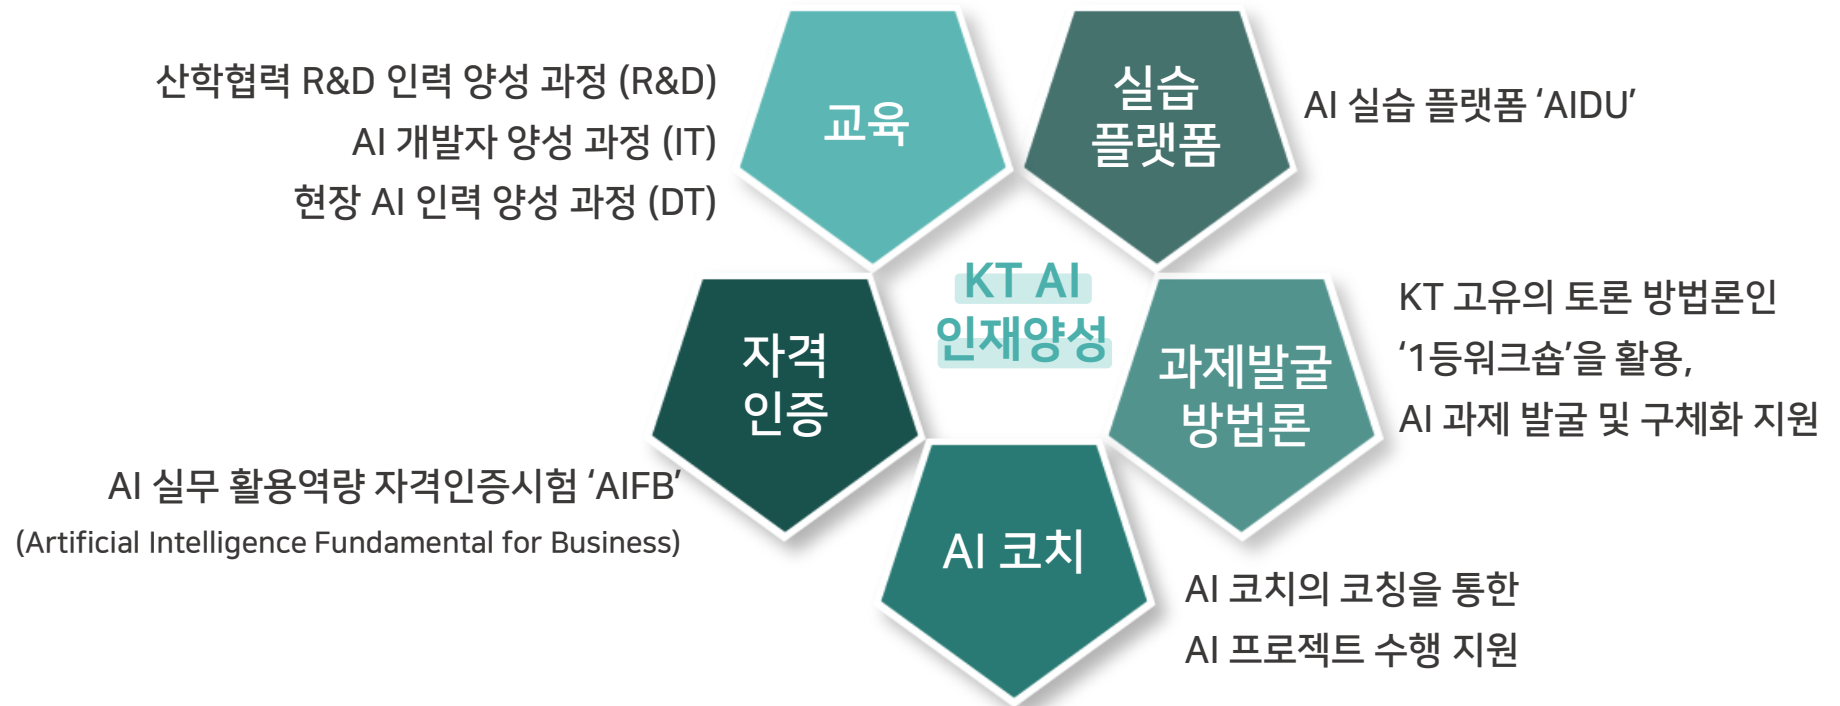 산학협력 R&D 인력 양성 과정 (R&D)
AI 개발자 양성 과정 (IT)
현장 AI 인력 양성 과정 (DT)
교육
실습
플랫폼
AI 실습 플랫폼 ‘AIDU’
KT AI
인재양성
자격
인증
AI 실무 활용역량 자격인증시험 ‘AIFB’
(Artificial Intelligence Fundamental for Business)
과제발굴
방법론
KT 고유의 토론 방법론인
‘1등워크숍’을 활용,
AI 과제 발굴 및 구체화 지원
AI 코치
AI 코치의 코칭을 통한
AI 프로젝트 수행 지원